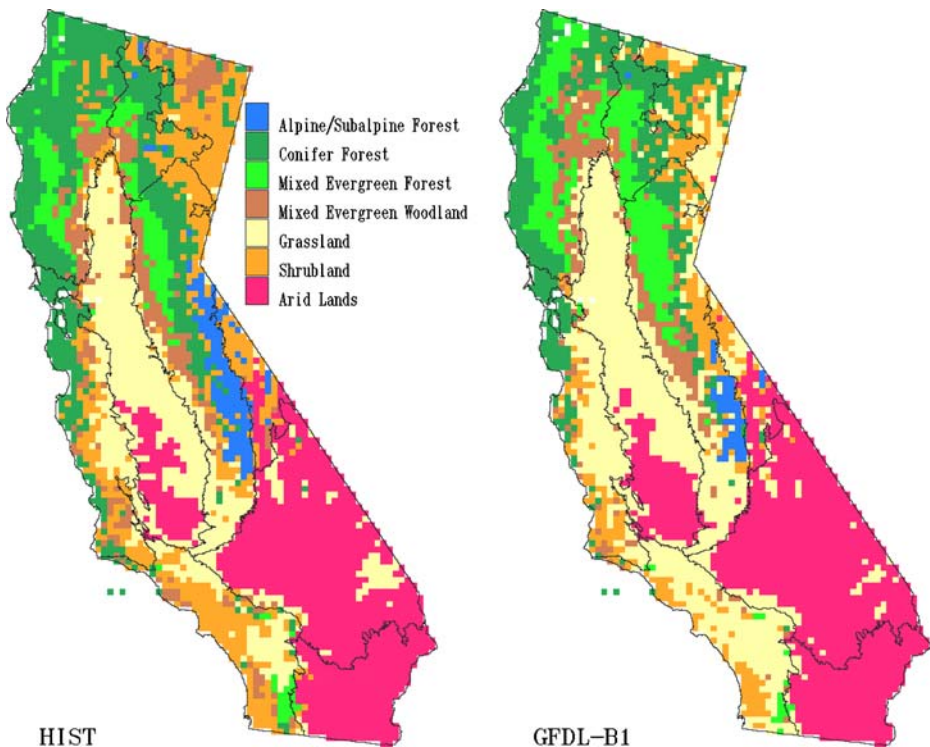 Alpine/Subalpine Forest
Conifer Forest
Mixed Evergreen Forest
Mixed Evergreen Woodland
Grassland
Shrubland
Arid Lands
HIST
GFDL-B1